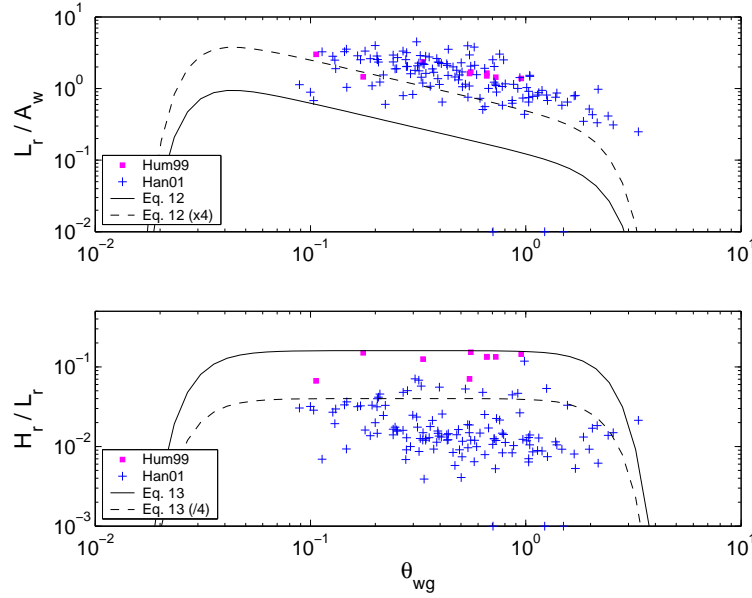 L_r / A_w
10^1
10^0
10^-1
10^-2
Hum99
Han01
Eq. 12
Eq. 12 (x4)
10^-2
10^-1
10^0
10^1
H_r / L_r
10^-1
10^-2
10^-3
Hum99
Han01
Eq. 13
Eq. 13 (/4)
10^-2
10^-1
10^0
10^1
θ_wg